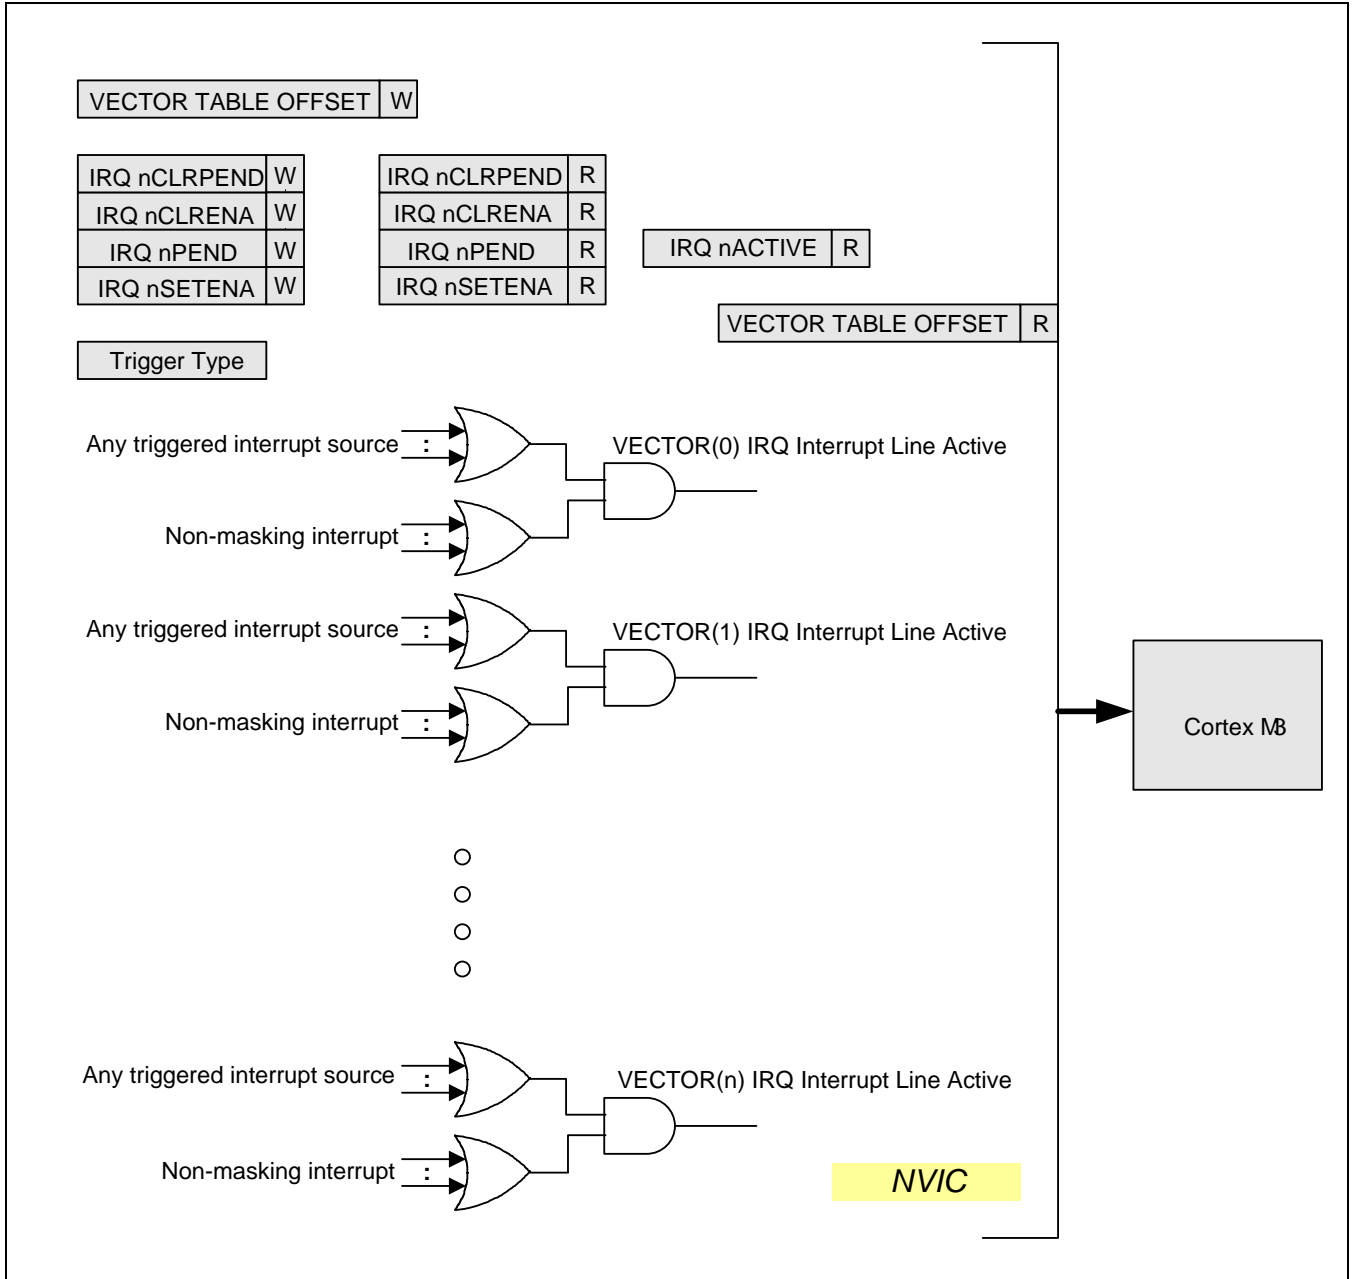 VECTOR TABLE OFFSET W
IRQ nCLRPEND W
IRQ nCLRENA W
IRQ nPEND W
IRQ nSETENA W
IRQ nCLRPEND R
IRQ nCLRENA R
IRQ nPEND R
IRQ nSETENA R
IRQ nACTIVE R
VECTOR TABLE OFFSET R
Trigger Type
Any triggered interrupt source :
VECTOR(0) IRQ Interrupt Line Active
Non-masking interrupt :
Any triggered interrupt source :
VECTOR(1) IRQ Interrupt Line Active
Non-masking interrupt :
Cortex M3
Any triggered interrupt source :
VECTOR(n) IRQ Interrupt Line Active
Non-masking interrupt :
NVIC